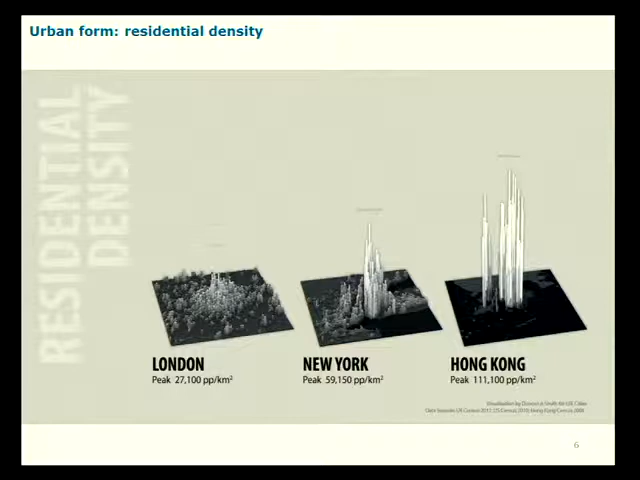 Urban form: residential density
RESIDENTIAL
DENSITY
LONDON
Peak 27,100 pp/km²
NEW YORK
Peak 59,150 pp/km²
HONG KONG
Peak 111,100 pp/km²
6